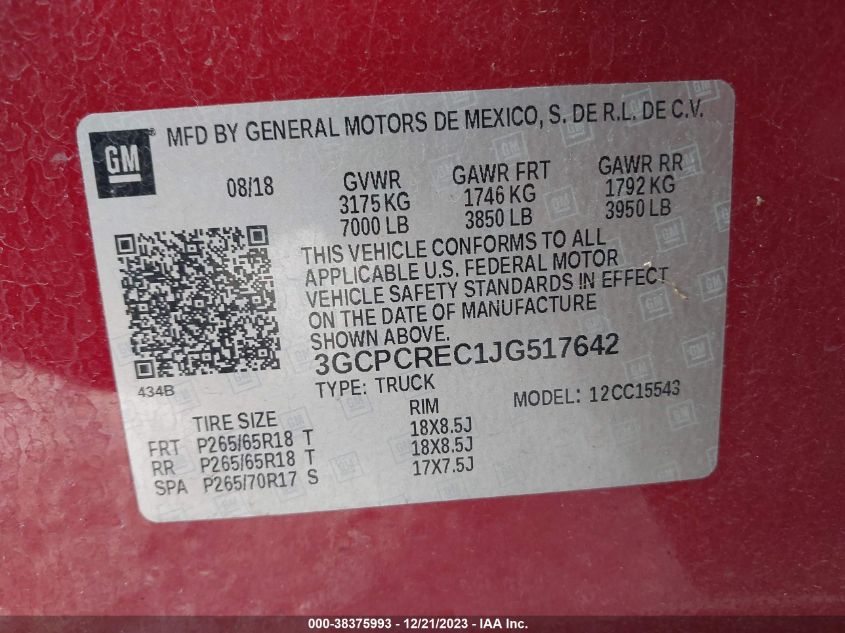 GM
MFD BY GENERAL MOTORS DE MEXICO, S. DE R.L. DE C.V.
08/18
GVWR GAWR FRT GAWR RR
3175 KG 1746 KG 1792 KG
7000 LB 3850 LB 3950 LB
THIS VEHICLE CONFORMS TO ALL
APPLICABLE U.S. FEDERAL MOTOR
VEHICLE SAFETY STANDARDS IN EFFECT
ON THE DATE OF MANUFACTURE
SHOWN ABOVE.
3GCPCREC1JG517642
434B
TYPE: TRUCK
MODEL: 12CC15543
TIRE SIZE RIM
FRT P265/65R18 T 18X8.5J
RR P265/65R18 T 18X8.5J
SPA P265/70R17 S 17X7.5J
000-38375993 - 12/21/2023 - IAA Inc.